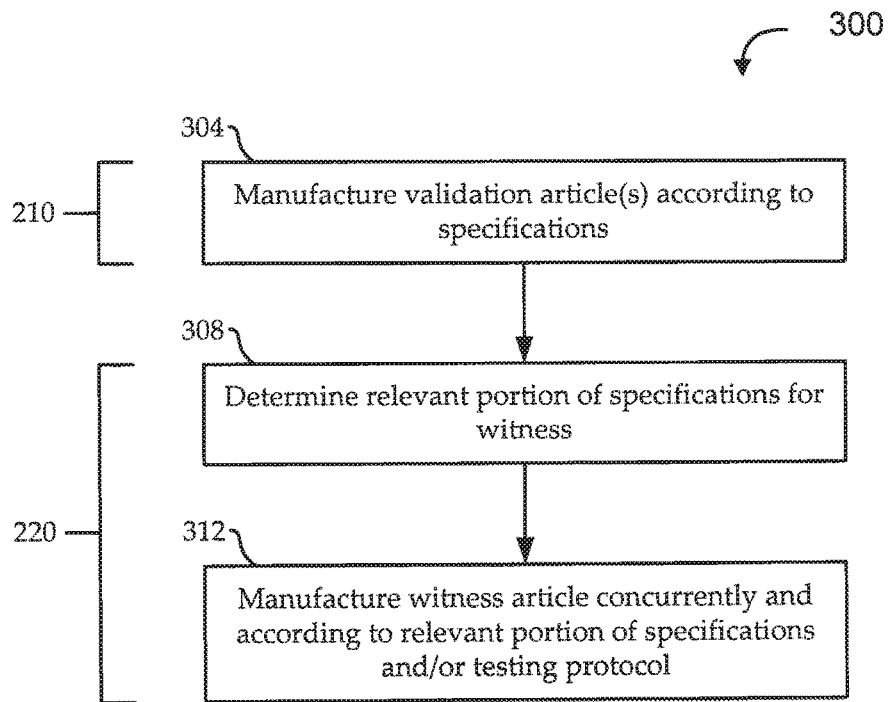 300
304
Manufacture validation article(s) according to
specifications
210
308
Determine relevant portion of specifications for
witness
220
312
Manufacture witness article concurrently and
according to relevant portion of specifications
and/or testing protocol